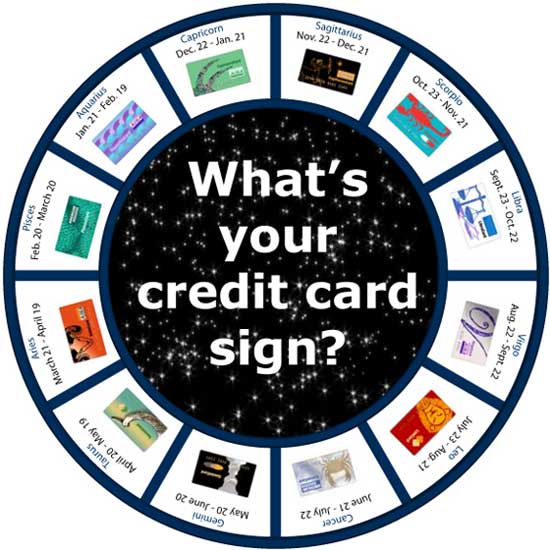 What's
your
credit card
sign?
Capricorn
Dec. 22 - Jan. 21
Sagittarius
Nov. 22 - Dec. 21
Scorpio
Oct. 23 - Nov. 21
Libra
Sept. 23 - Oct. 22
Virgo
Aug. 22 - Sept. 22
Leo
July 23 - Aug. 21
Cancer
June 21 - July 22
Gemini
May 20 - June 20
Taurus
April 20 - May 19
Aries
March 21 - April 19
Pisces
Feb. 20 - March 20
Aquarius
Jan. 21 - Feb. 19